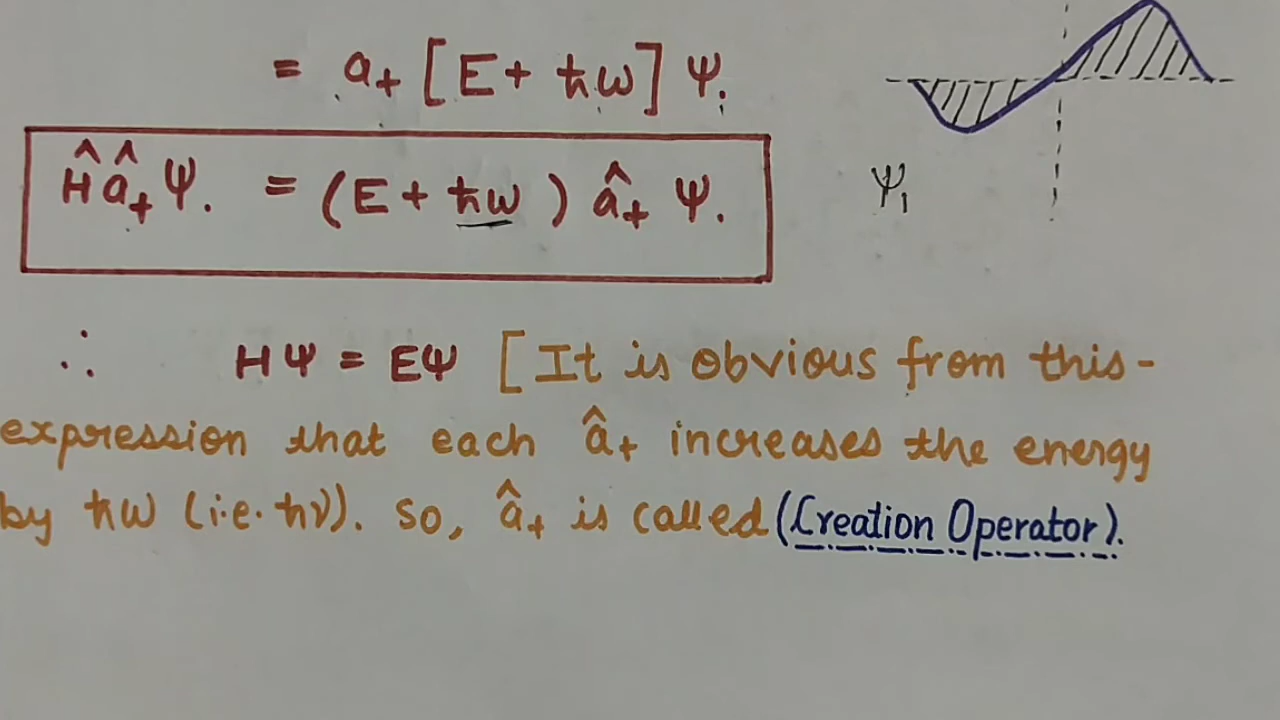 = a₊ [E + ħω] Ψ.
Ĥâ₊Ψ. = (E + ħω) â₊ Ψ.
Ψ₁
∴ HΨ = EΨ [It is obvious from this-
expression that each â₊ increases the energy
by ħω (i.e. ħν). so, â₊ is called (Creation Operator).